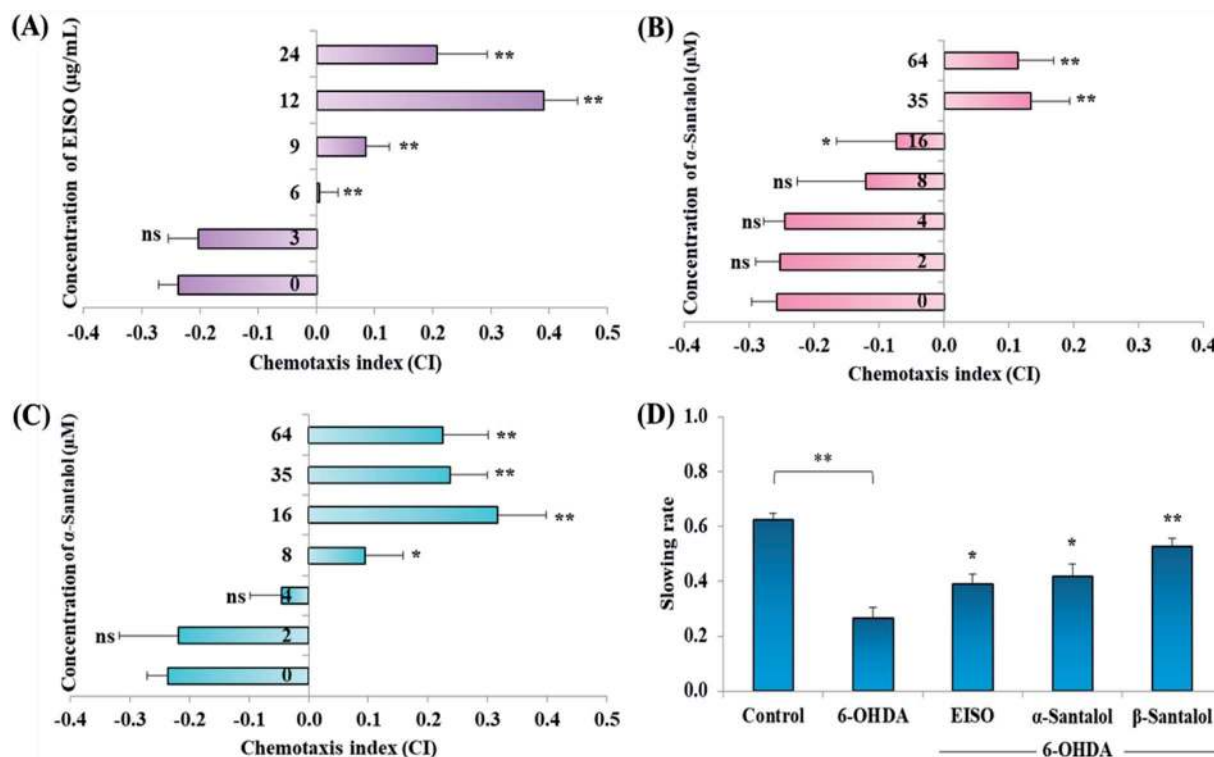 (A)
Concentration of EISO (µg/mL)
24
**
12
**
9
**
6
**
ns
3
0
-0.4 -0.3 -0.2 -0.1 0.0 0.1 0.2 0.3 0.4 0.5
Chemotaxis index (CI)
(B)
Concentration of α-Santalol (µM)
64
**
35
**
*
16
ns
8
ns
4
ns
2
0
-0.4 -0.3 -0.2 -0.1 0.0 0.1 0.2 0.4
Chemotaxis index (CI)
(C)
Concentration of α-Santalol (µM)
64
**
35
**
16
**
8
*
ns
4
ns
2
0
-0.4 -0.3 -0.2 -0.1 0.0 0.1 0.2 0.3 0.4 0.5
Chemotaxis index (CI)
(D)
Slowing rate
1.0
0.8
0.6
0.4
0.2
0.0
**
*
*
**
Control 6-OHDA EISO α-Santalol β-Santalol
6-OHDA